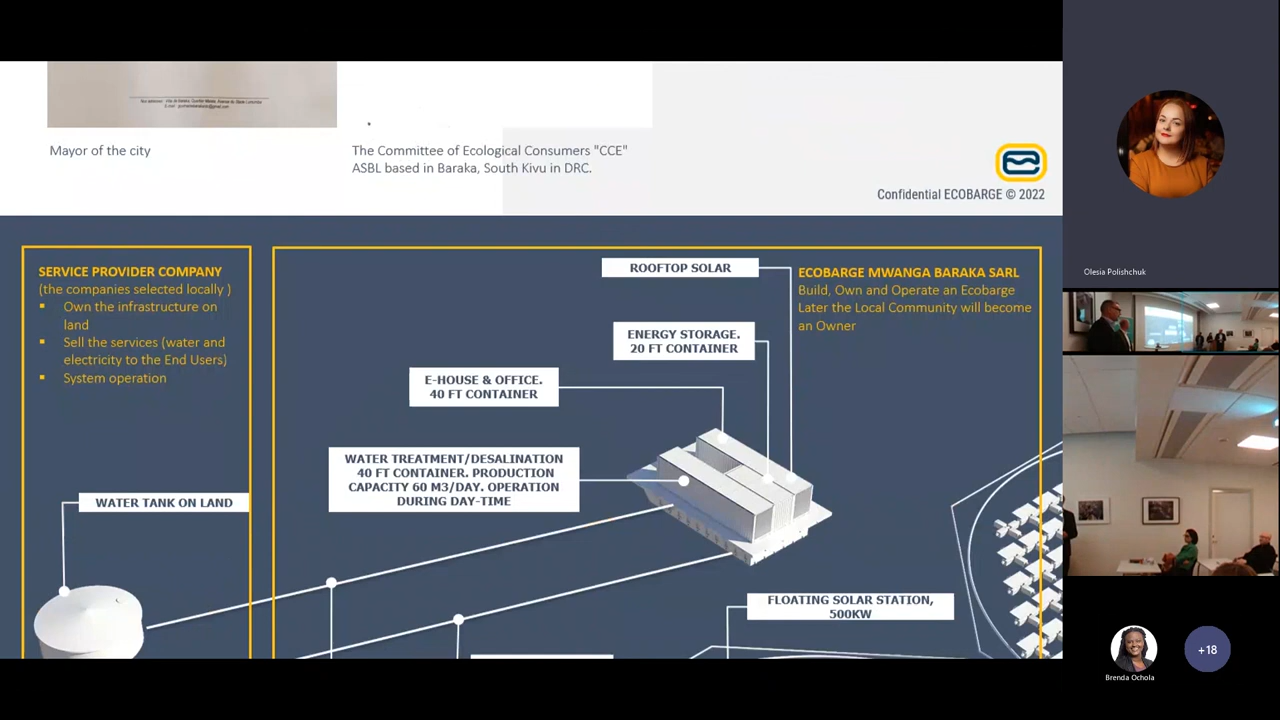 Mayor of the city
The Committee of Ecological Consumers "CCE"
ASBL based in Baraka, South Kivu in DRC.
Confidential ECOBARGE © 2022
SERVICE PROVIDER COMPANY
(the companies selected locally )
▪ Own the infrastructure on
land
▪ Sell the services (water and
electricity to the End Users)
▪ System operation
WATER TANK ON LAND
ROOFTOP SOLAR
ENERGY STORAGE.
20 FT CONTAINER
E-HOUSE & OFFICE.
40 FT CONTAINER
WATER TREATMENT/DESALINATION
40 FT CONTAINER. PRODUCTION
CAPACITY 60 M3/DAY. OPERATION
DURING DAY-TIME
ECOBARGE MWANGA BARAKA SARL
Build, Own and Operate an Ecobarge
Later the Local Community will become
an Owner
FLOATING SOLAR STATION,
500KW
Olesia Polishchuk
Brenda Ochola
+18